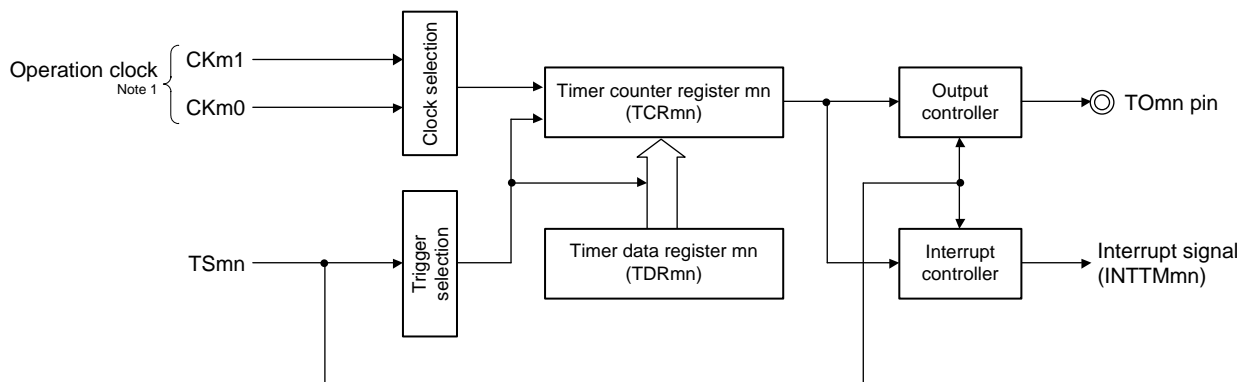 Operation clock
Note 1
CKm1
CKm0
Clock selection
Timer counter register mn
(TCRmn)
Output
controller
TOmn pin
TSmn
Trigger
selection
Timer data register mn
(TDRmn)
Interrupt
controller
Interrupt signal
(INTTMmn)